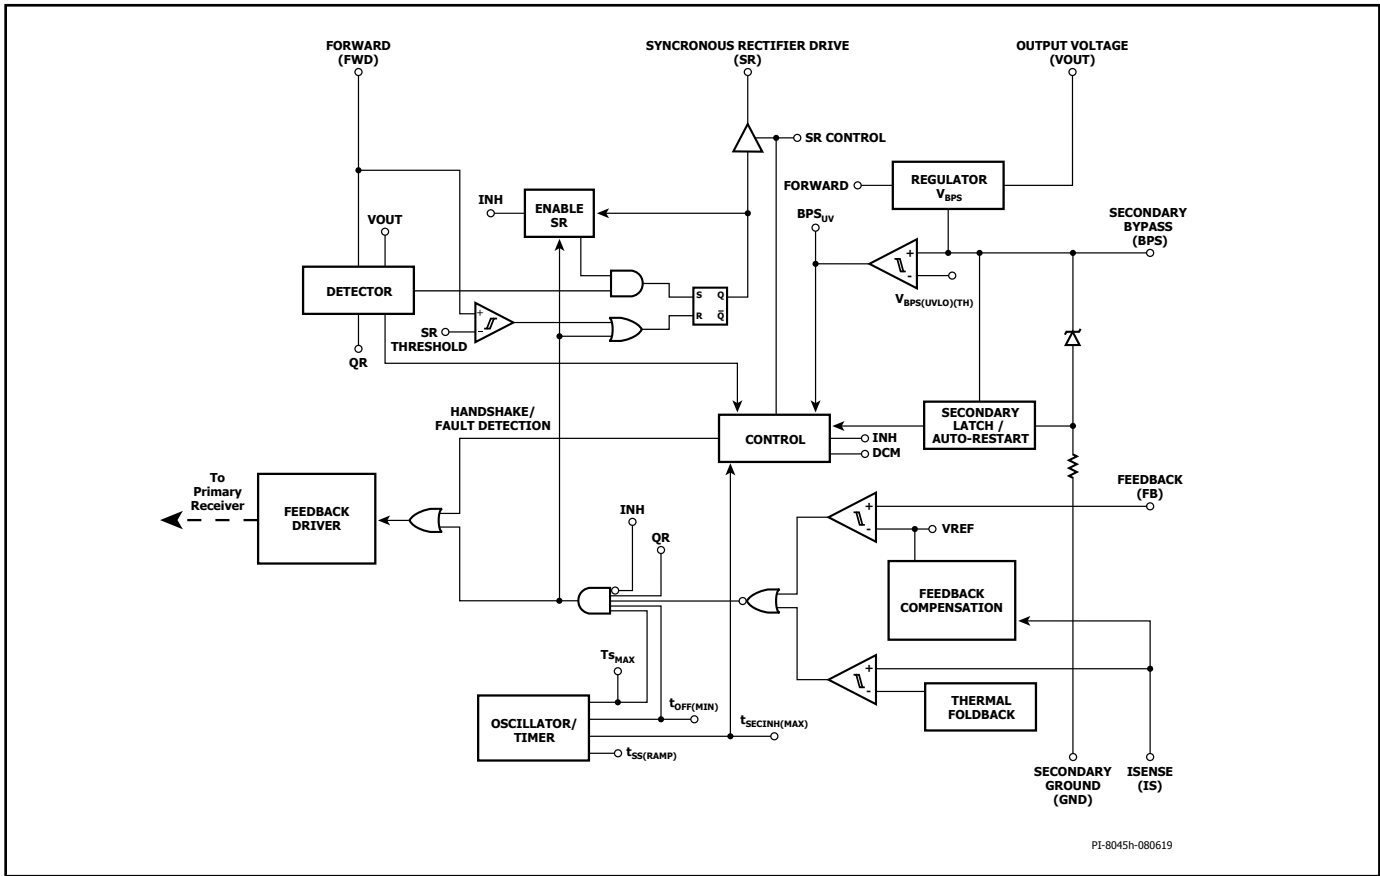 FORWARD
(FWD)
SYNCRONOUS RECTIFIER DRIVE
(SR)
OUTPUT VOLTAGE
(VOUT)
SR CONTROL
FORWARD
REGULATOR
VBPS
INH
ENABLE
SR
VOUT
BPSUV
SECONDARY
BYPASS
(BPS)
+
-
VBPS(UVLO)(TH)
DETECTOR
S Q
R Q̅
+
-
SR
THRESHOLD
QR
HANDSHAKE/
FAULT DETECTION
CONTROL
INH
DCM
SECONDARY
LATCH /
AUTO-RESTART
To
Primary
Receiver
FEEDBACK
DRIVER
FEEDBACK
(FB)
+
-
VREF
INH
QR
FEEDBACK
COMPENSATION
TsMAX
+
-
THERMAL
FOLDBACK
OSCILLATOR/
TIMER
tOFF(MIN)
tSECINH(MAX)
tSS(RAMP)
SECONDARY
GROUND
(GND)
ISENSE
(IS)
PI-8045h-080619